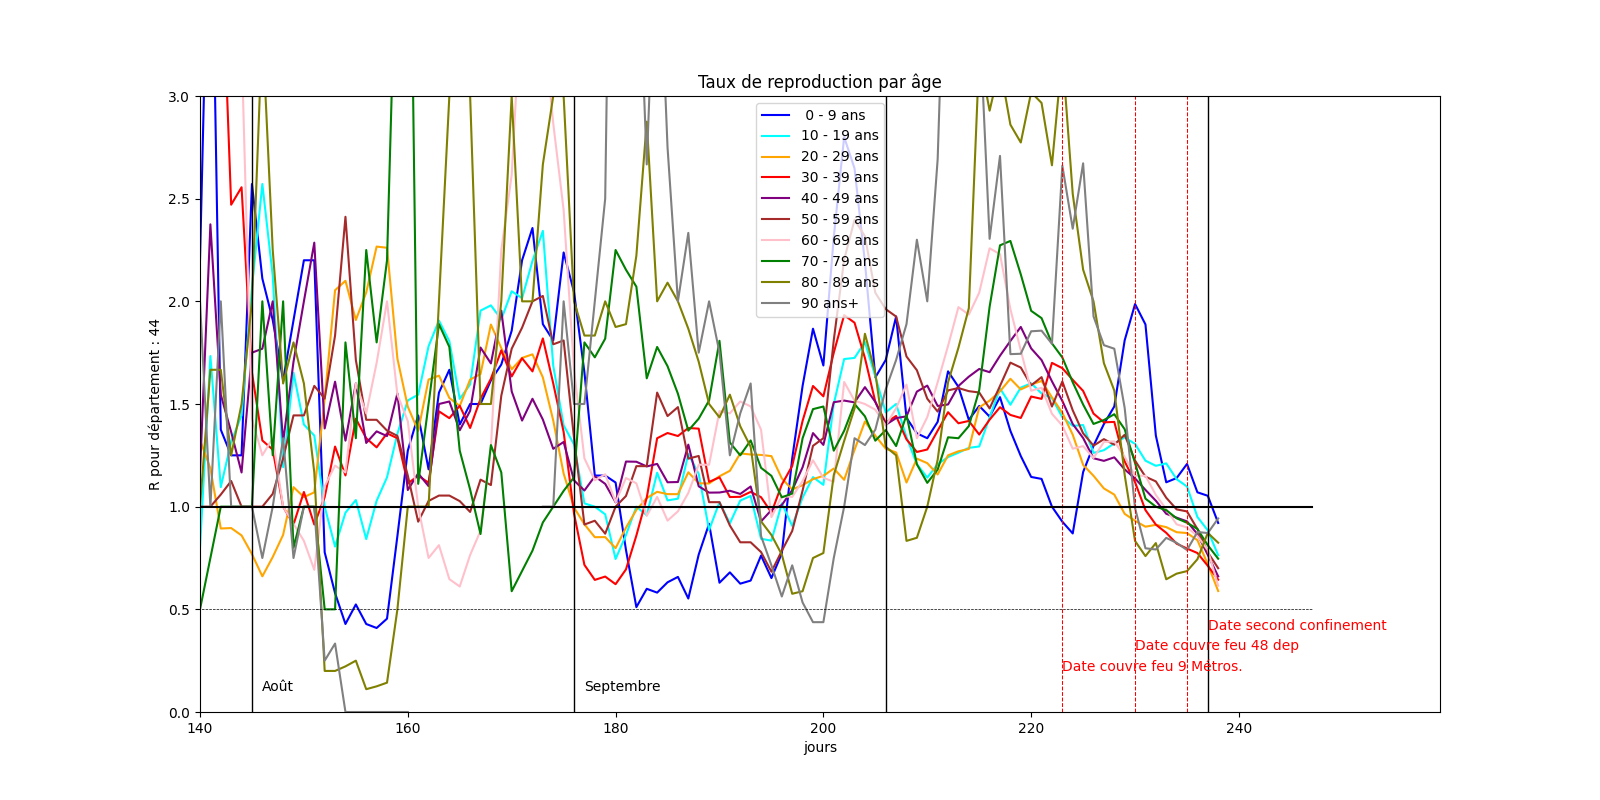 Taux de reproduction par âge
R pour département : 44
3.0
2.5
2.0
1.5
1.0
0.5
0.0
0 - 9 ans
10 - 19 ans
20 - 29 ans
30 - 39 ans
40 - 49 ans
50 - 59 ans
60 - 69 ans
70 - 79 ans
80 - 89 ans
90 ans+
Date second confinement
Date couvre feu 48 dep
Date couvre feu 9 Métros.
Août
Septembre
140
160
180
200
220
240
jours